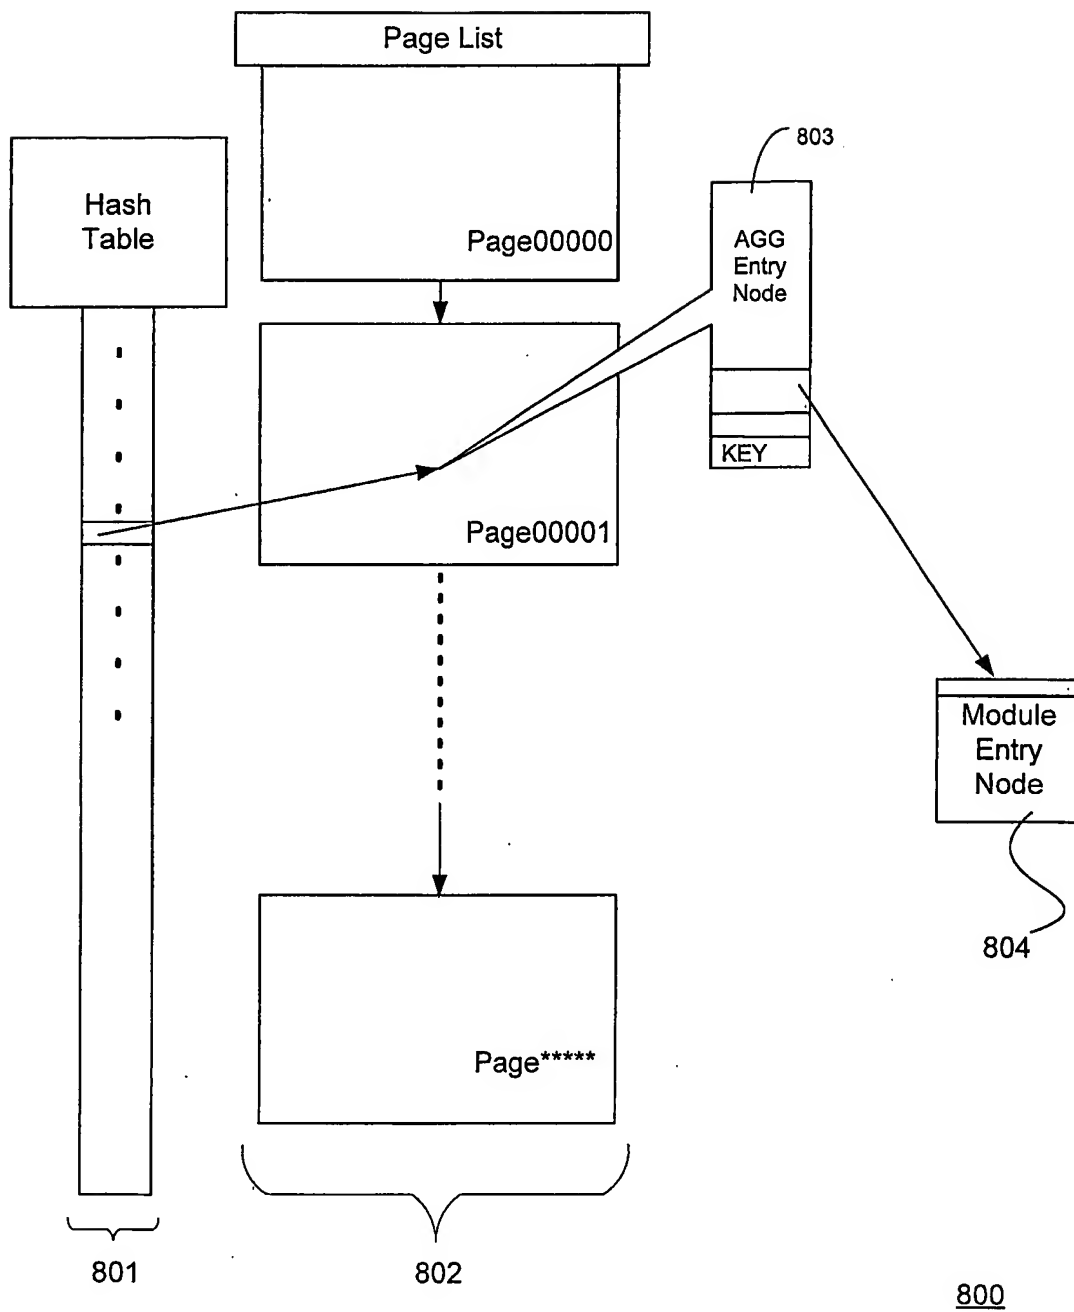 Page List
803
Hash
Table
Page00000
AGG
Entry
Node
KEY
Page00001
Module
Entry
Node
804
Page*****
801
802
800